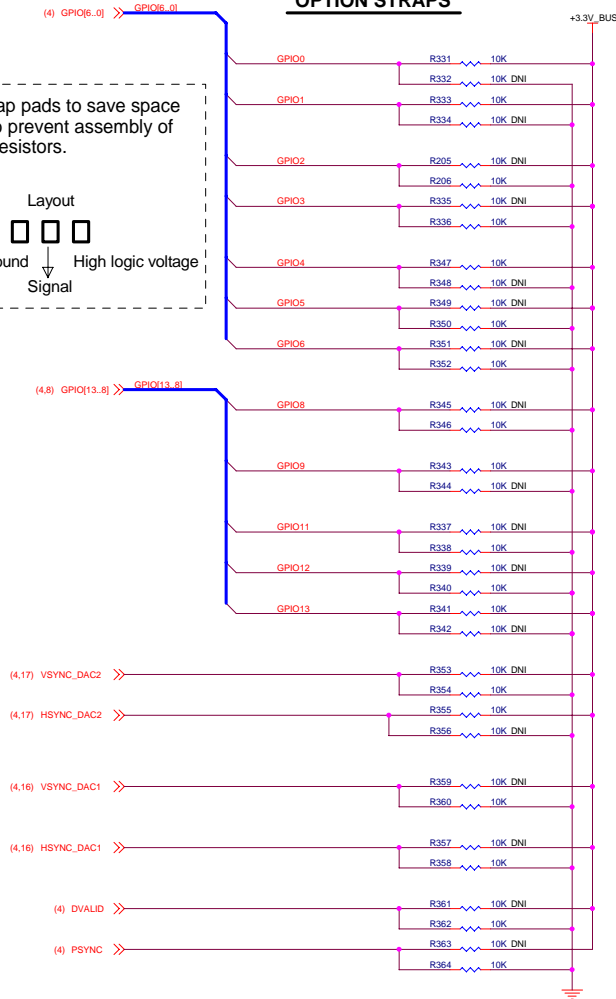 OPTION STRAPS
+3.3V_BUS
(4) GPIO[6..0] GPIO[6..0]
GPIO0 R331 10K
R332 10K DNI
GPIO1 R333 10K
R334 10K DNI
ap pads to save space
prevent assembly of
esistors.
Layout
ound High logic voltage
Signal
GPIO2 R205 10K DNI
R206 10K
GPIO3 R335 10K DNI
R336 10K
GPIO4 R347 10K
R348 10K DNI
GPIO5 R349 10K DNI
R350 10K
GPIO6 R351 10K DNI
R352 10K
(4,8) GPIO[13..8] GPIO[13..8]
GPIO8 R345 10K DNI
R346 10K
GPIO9 R343 10K
R344 10K DNI
GPIO11 R337 10K DNI
R338 10K
GPIO12 R339 10K DNI
R340 10K
GPIO13 R341 10K
R342 10K DNI
(4,17) VSYNC_DAC2 R353 10K DNI
R354 10K
(4,17) HSYNC_DAC2 R355 10K
R356 10K DNI
(4,16) VSYNC_DAC1 R359 10K DNI
R360 10K
(4,16) HSYNC_DAC1 R357 10K DNI
R358 10K
(4) DVALID R361 10K DNI
R362 10K
(4) PSYNC R363 10K DNI
R364 10K